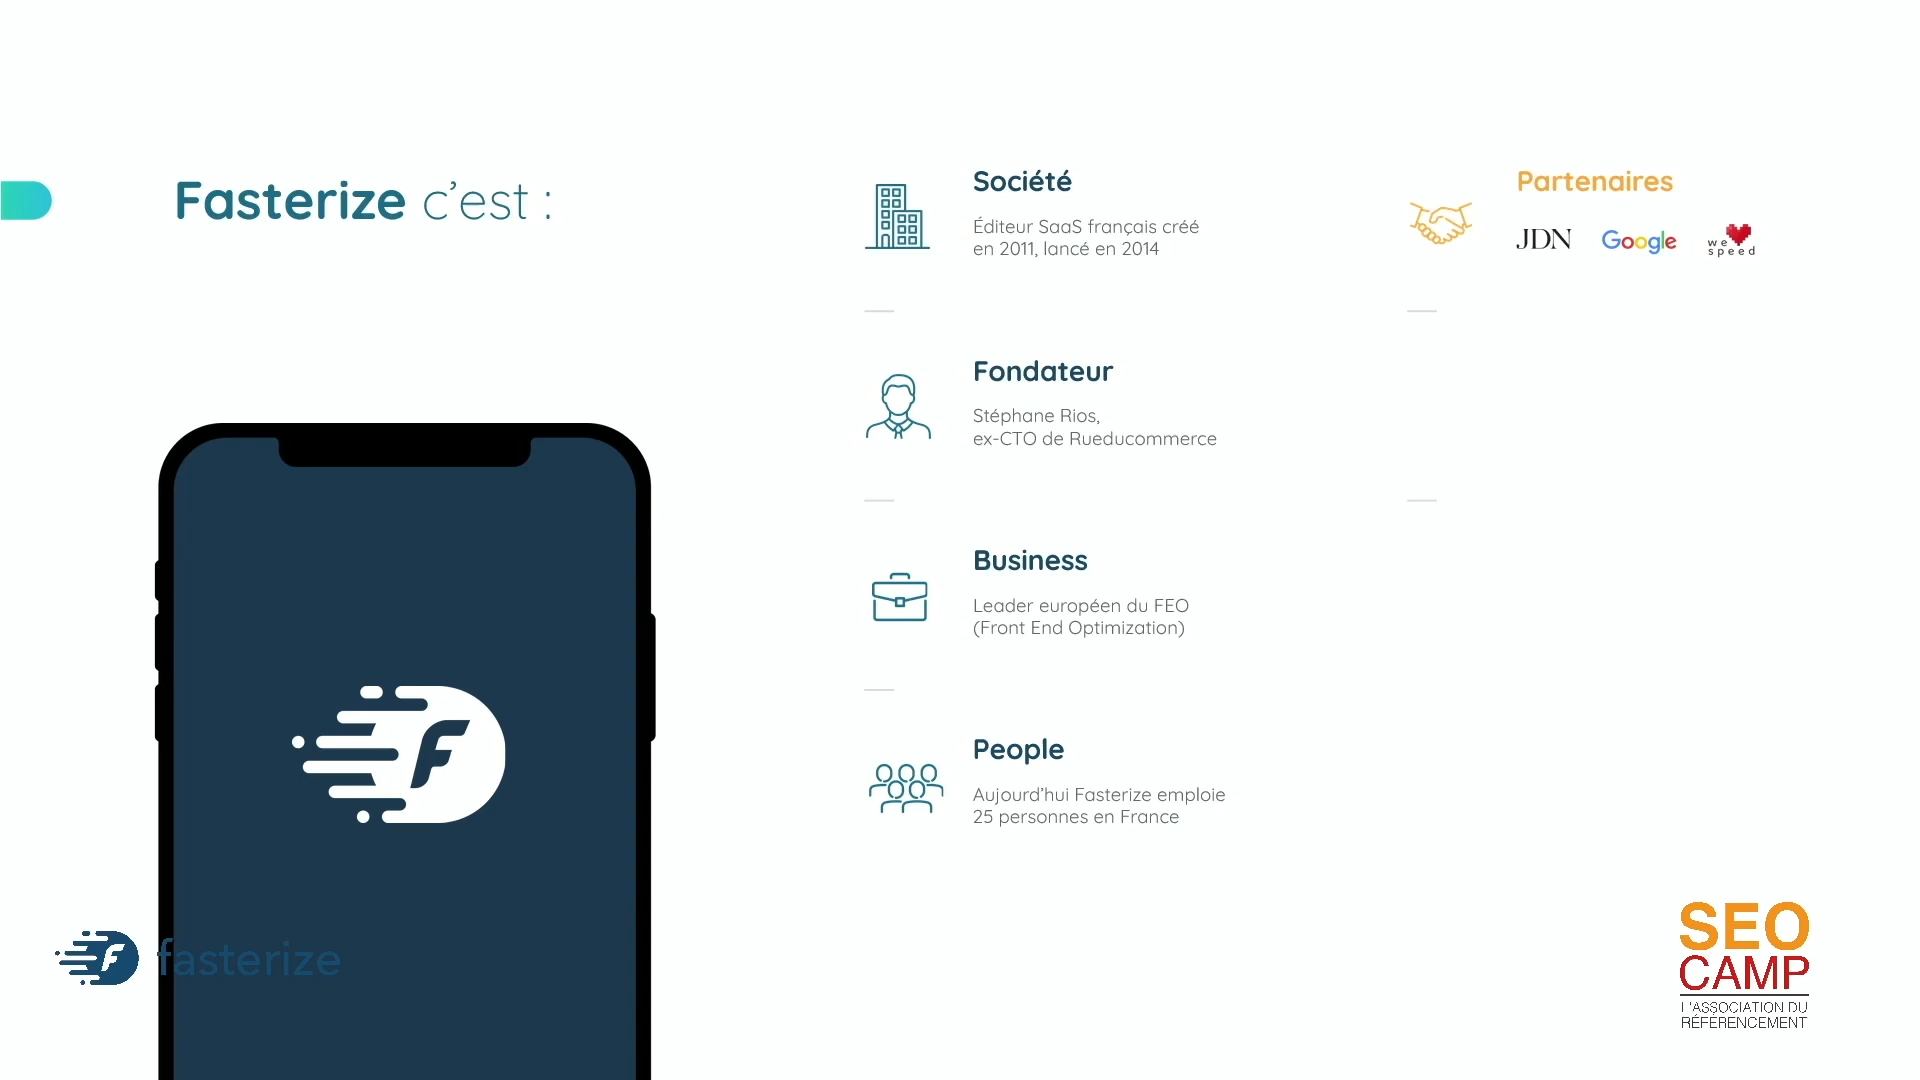 Fasterize c’est :
Société
Éditeur SaaS français créé
en 2011, lancé en 2014
Fondateur
Stéphane Rios,
ex-CTO de Rueducommerce
Business
Leader européen du FEO
(Front End Optimization)
People
Aujourd’hui Fasterize emploie
25 personnes en France
Partenaires
JDN
Google
we
speed
F
F fasterize
SEO
CAMP
L'ASSOCIATION DU
RÉFÉRENCEMENT